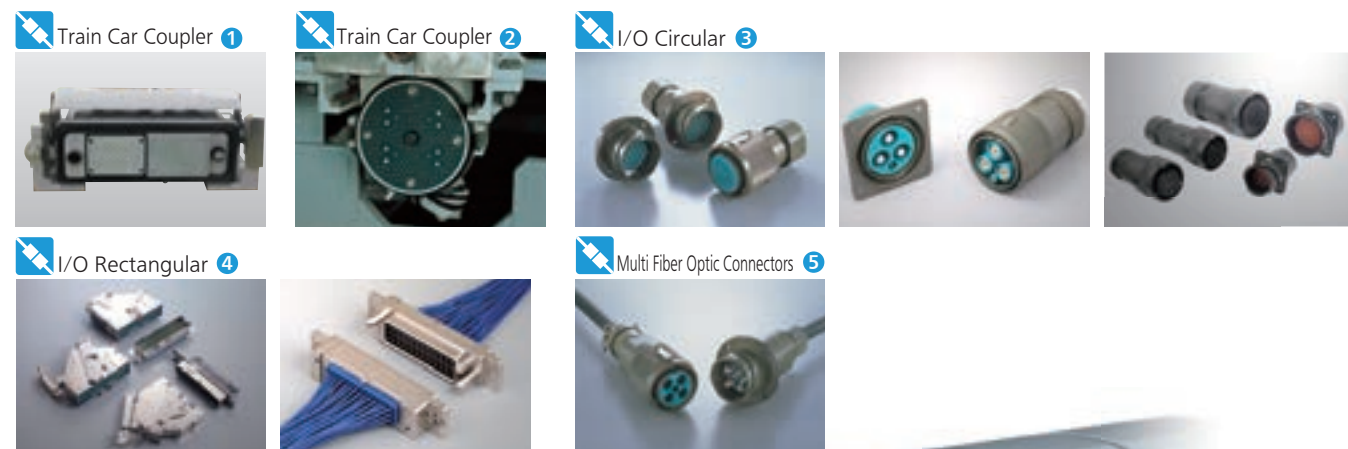 Train Car Coupler 1
Train Car Coupler 2
I/O Circular 3
I/O Rectangular 4
Multi Fiber Optic Connectors 5